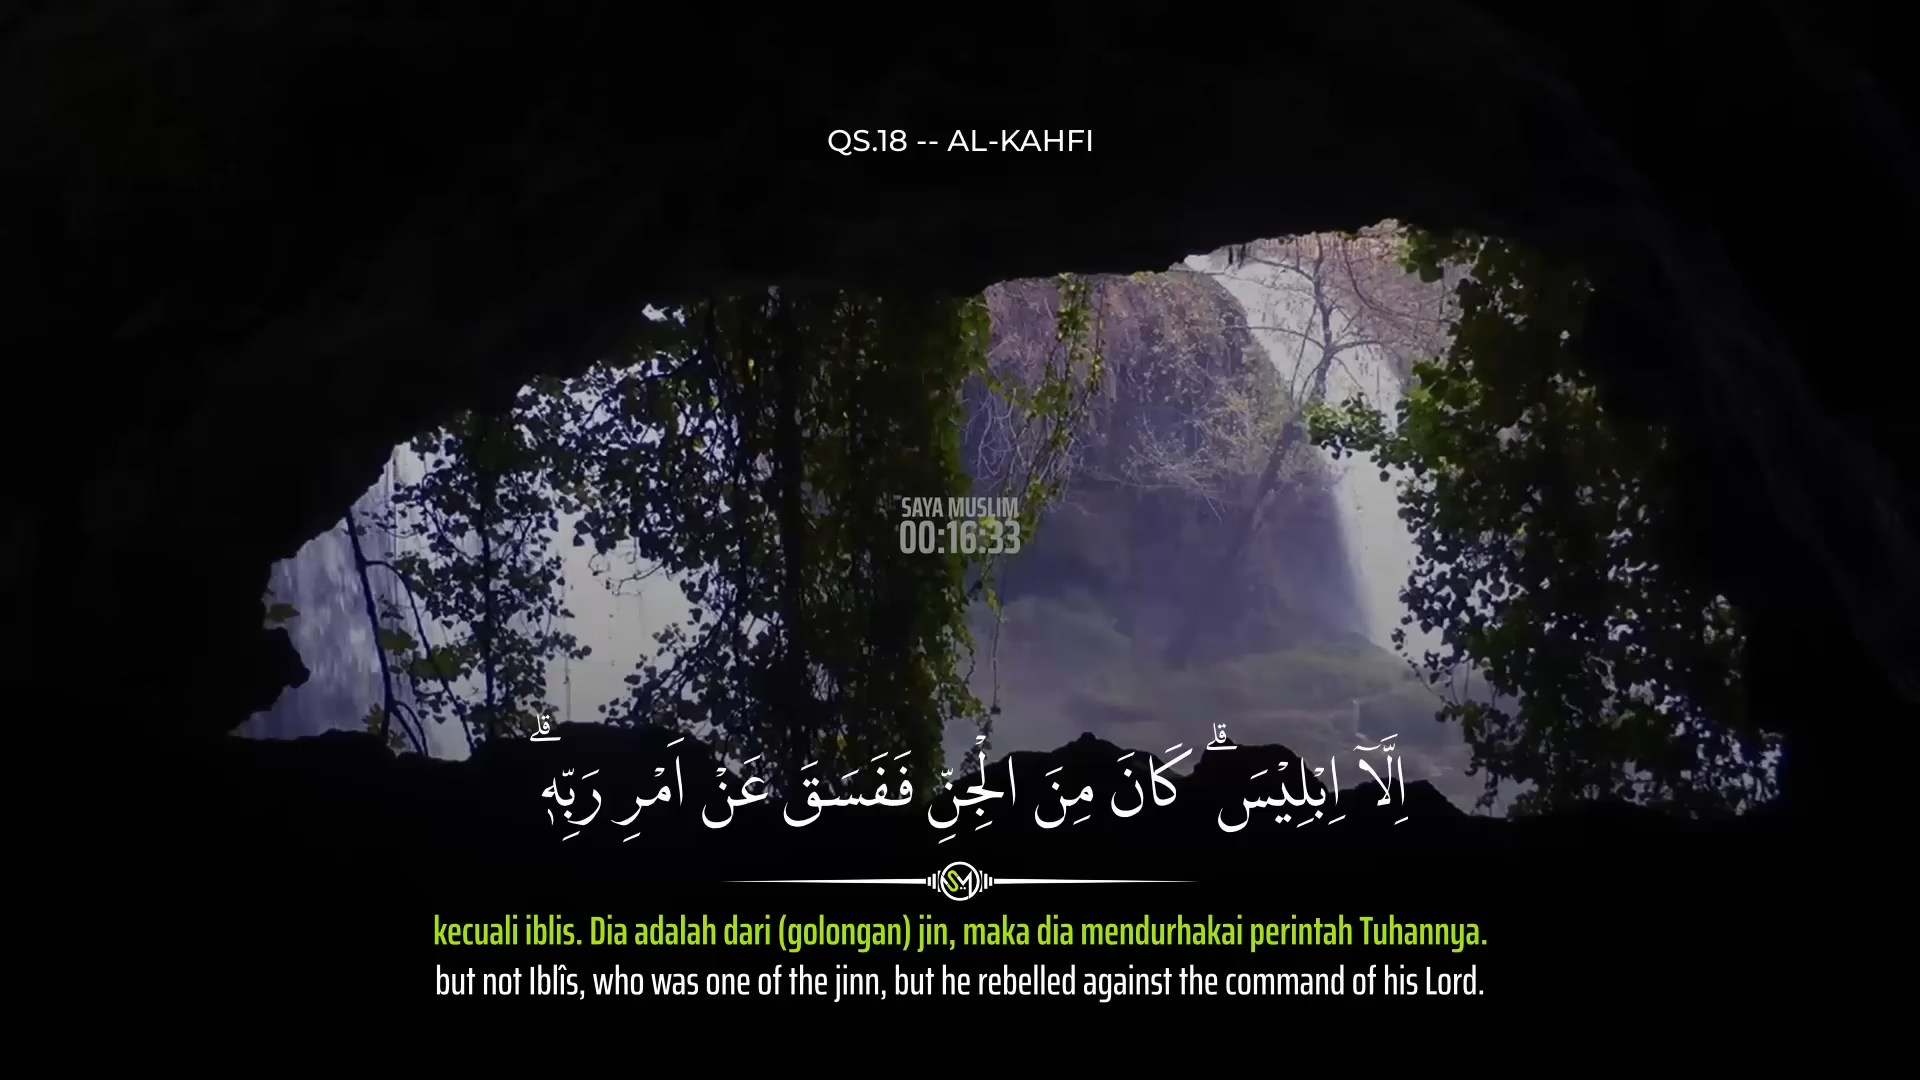 QS.18 -- AL-KAHFI
SAYA MUSLIM
00:16:33
اِلَّآ اِبْلِيْسَۗ كَانَ مِنَ الْجِنِّ فَفَسَقَ عَنْ اَمْرِ رَبِّهٖۗ
SM
kecuali iblis. Dia adalah dari (golongan) jin, maka dia mendurhakai perintah Tuhannya.
but not Iblîs, who was one of the jinn, but he rebelled against the command of his Lord.